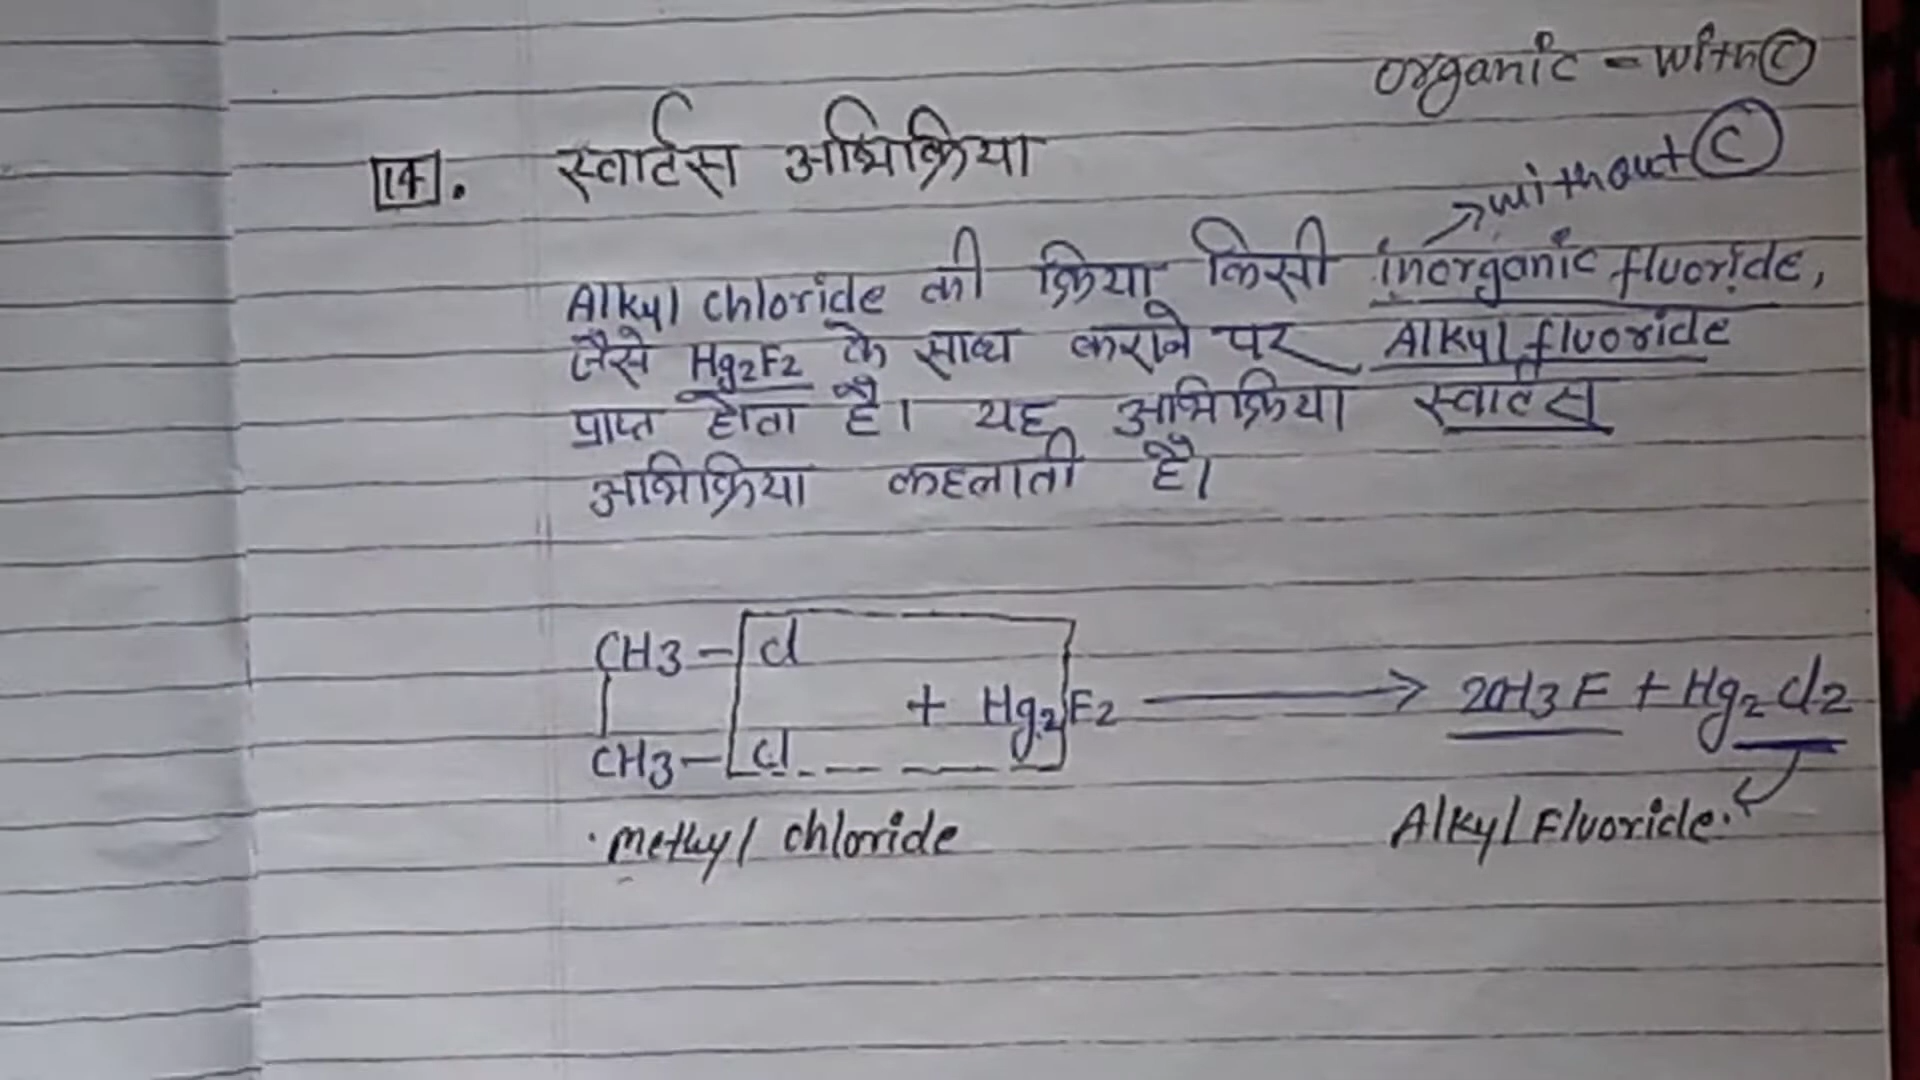 organic - with C
14. स्वार्टस अभिक्रिया
without C
Alkyl chloride की क्रिया किसी inorganic fluoride,
जैसे Hg2F2 के साथ कराने पर Alkyl fluoride
प्राप्त होता है। यह अभिक्रिया स्वार्टस
अभिक्रिया कहलाती है।
CH3 - Cl
+ Hg2F2 → 2CH3F + Hg2Cl2
CH3 - Cl
methyl chloride Alkyl Fluoride.